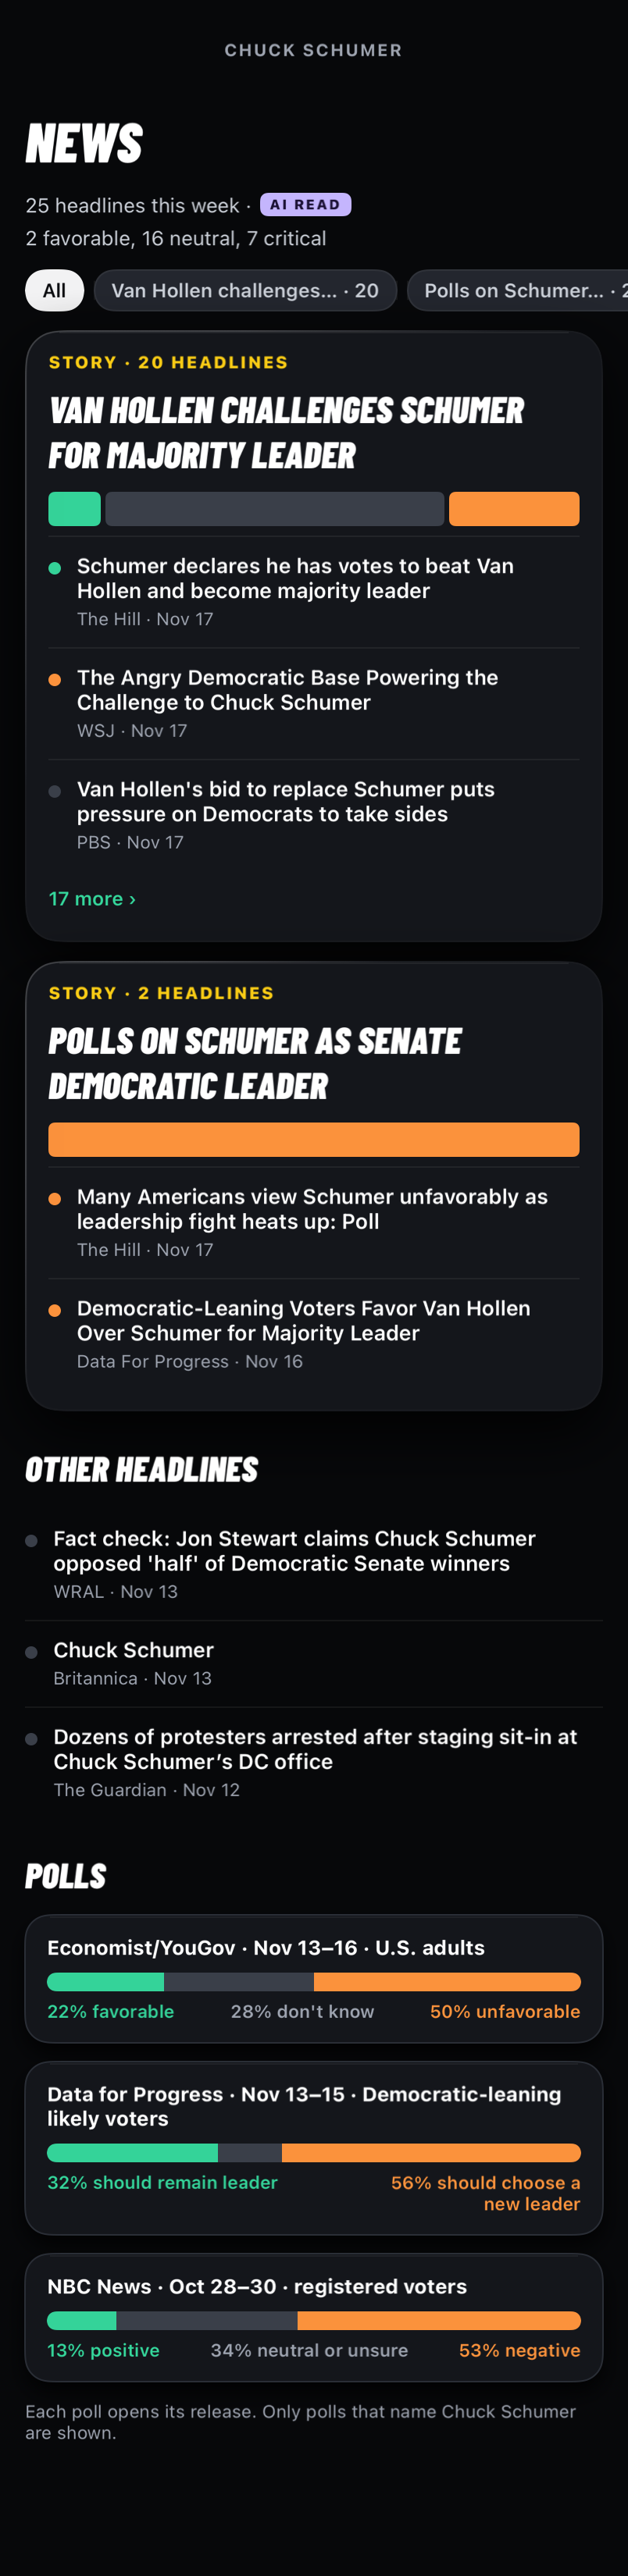 CHUCK SCHUMER
NEWS
25 headlines this week · AI READ
2 favorable, 16 neutral, 7 critical
All
Van Hollen challenges... · 20
Polls on Schumer... · 2
STORY · 20 HEADLINES
VAN HOLLEN CHALLENGES SCHUMER
FOR MAJORITY LEADER
Schumer declares he has votes to beat Van
Hollen and become majority leader
The Hill · Nov 17
The Angry Democratic Base Powering the
Challenge to Chuck Schumer
WSJ · Nov 17
Van Hollen's bid to replace Schumer puts
pressure on Democrats to take sides
PBS · Nov 17
17 more ›
STORY · 2 HEADLINES
POLLS ON SCHUMER AS SENATE
DEMOCRATIC LEADER
Many Americans view Schumer unfavorably as
leadership fight heats up: Poll
The Hill · Nov 17
Democratic-Leaning Voters Favor Van Hollen
Over Schumer for Majority Leader
Data For Progress · Nov 16
OTHER HEADLINES
Fact check: Jon Stewart claims Chuck Schumer
opposed 'half' of Democratic Senate winners
WRAL · Nov 13
Chuck Schumer
Britannica · Nov 13
Dozens of protesters arrested after staging sit-in at
Chuck Schumer’s DC office
The Guardian · Nov 12
POLLS
Economist/YouGov · Nov 13–16 · U.S. adults
22% favorable
28% don't know
50% unfavorable
Data for Progress · Nov 13–15 · Democratic-leaning
likely voters
32% should remain leader
56% should choose a
new leader
NBC News · Oct 28–30 · registered voters
13% positive
34% neutral or unsure
53% negative
Each poll opens its release. Only polls that name Chuck Schumer
are shown.